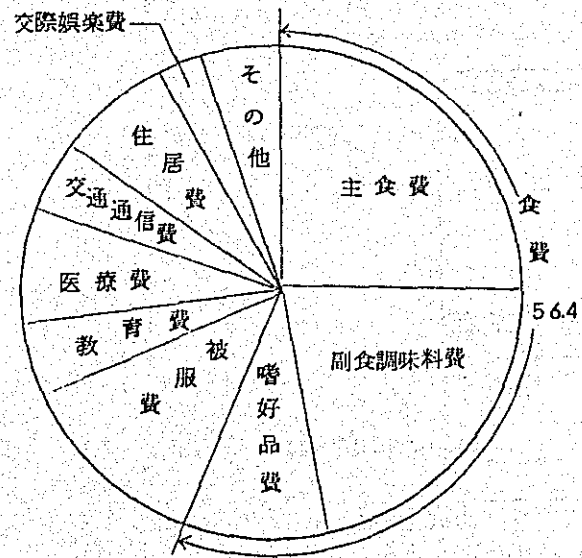 交際娯楽費
その他
住居費
交通通信費
医療費
教育費
被服費
嗜好品費
副食調味料費
主食費
食費
56.4